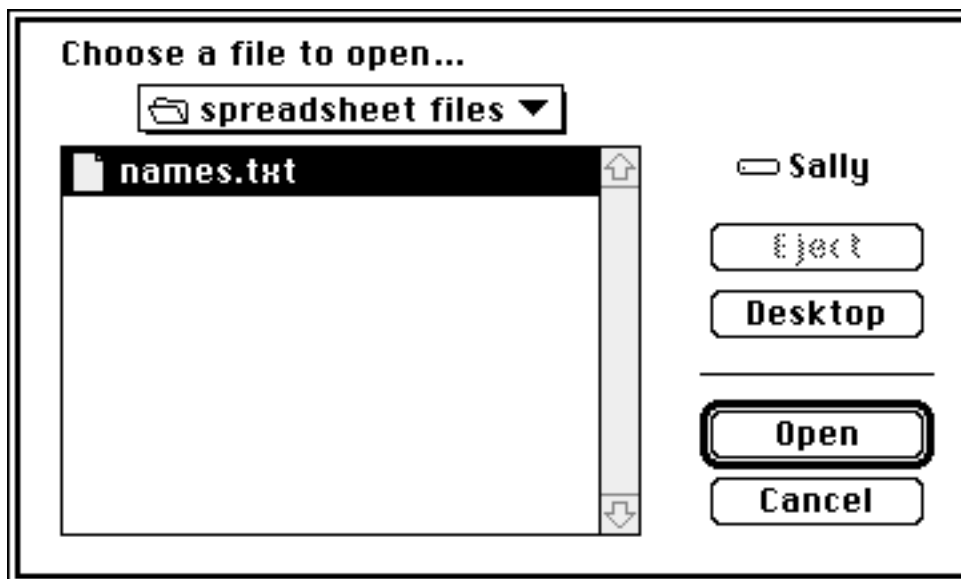 Choose a file to open...
spreadsheet files
names.txt
Sally
Eject
Desktop
Open
Cancel